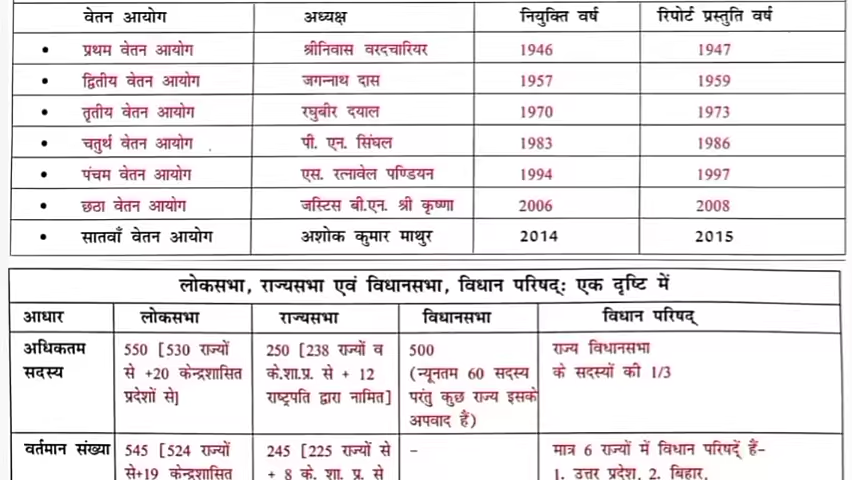 वेतन आयोग अध्यक्ष नियुक्ति वर्ष रिपोर्ट प्रस्तुति वर्ष
• प्रथम वेतन आयोग श्रीनिवास वरदचारियर 1946 1947
• द्वितीय वेतन आयोग जगन्नाथ दास 1957 1959
• तृतीय वेतन आयोग रघुबीर दयाल 1970 1973
• चतुर्थ वेतन आयोग पी. एन. सिंघल 1983 1986
• पंचम वेतन आयोग एस. रत्नावेल पण्डियन 1994 1997
• छठा वेतन आयोग जस्टिस बी.एन. श्री कृष्णा 2006 2008
• सातवाँ वेतन आयोग अशोक कुमार माथुर 2014 2015
लोकसभा, राज्यसभा एवं विधानसभा, विधान परिषद्: एक दृष्टि में
आधार लोकसभा राज्यसभा विधानसभा विधान परिषद्
अधिकतम 550 [530 राज्यों 250 [238 राज्यों व 500 राज्य विधानसभा
सदस्य से +20 केन्द्रशासित के.शा.प्र. से + 12 (न्यूनतम 60 सदस्य के सदस्यों की 1/3
प्रदेशों से] राष्ट्रपति द्वारा नामित] परंतु कुछ राज्य इसके
अपवाद हैं)
वर्तमान संख्या 545 [524 राज्यों 245 [225 राज्यों से - मात्र 6 राज्यों में विधान परिषदें हैं-
से+19 केन्द्रशासित + 8 के. शा. प्र. से 1. उत्तर प्रदेश, 2. बिहार,